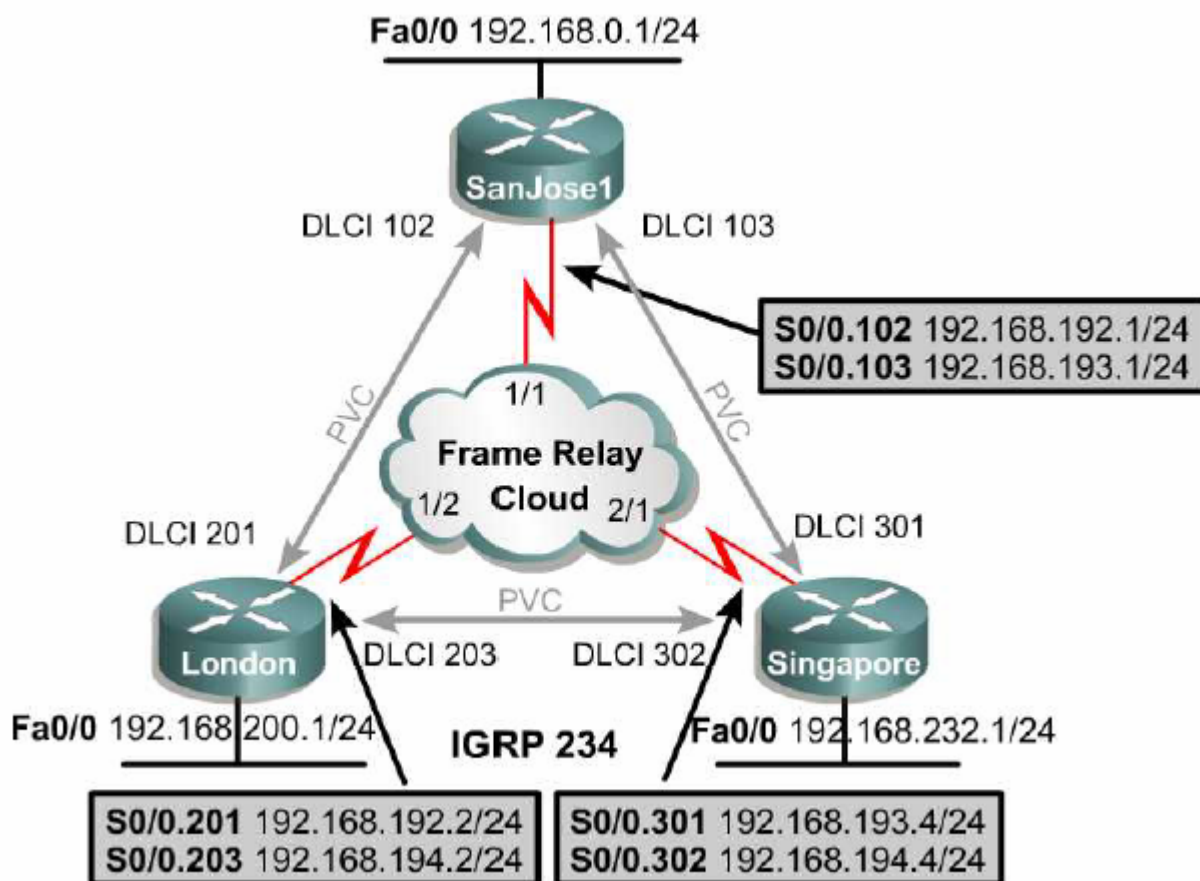 Fa0/0 192.168.0.1/24
SanJose1
DLCI 102
DLCI 103
S0/0.102 192.168.192.1/24
S0/0.103 192.168.193.1/24
PVC
1/1
PVC
Frame Relay
Cloud
1/2
2/1
DLCI 201
DLCI 301
PVC
London
DLCI 203
DLCI 302
Singapore
Fa0/0 192.168.200.1/24
IGRP 234
Fa0/0 192.168.232.1/24
S0/0.201 192.168.192.2/24
S0/0.203 192.168.194.2/24
S0/0.301 192.168.193.4/24
S0/0.302 192.168.194.4/24